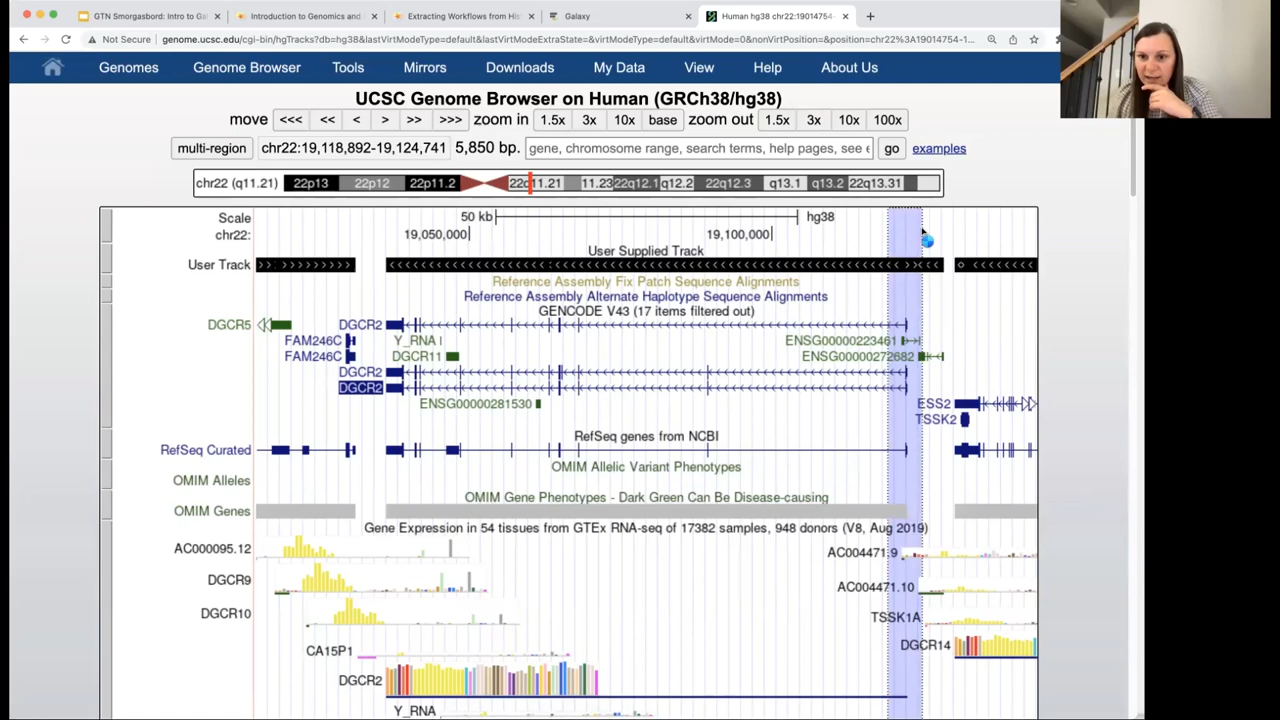 GTN Smorgasbord: Intro to Gal
Introduction to Genomics and
Extracting Workflows from His
Galaxy
Human hg38 chr22:19014754-
Not Secure
genome.ucsc.edu/cgi-bin/hgTracks?db=hg38&lastVirtModeType=default&lastVirtModeExtraState=&virtModeType=default&virtMode=0&nonVirtPosition=&position=chr22%3A19014754-1...
Genomes Genome Browser Tools Mirrors Downloads My Data View Help About Us
UCSC Genome Browser on Human (GRCh38/hg38)
move <<< << < > >> >>> zoom in 1.5x 3x 10x base zoom out 1.5x 3x 10x 100x
multi-region chr22:19,118,892-19,124,741 5,850 bp. gene, chromosome range, search terms, help pages, see e go examples
chr22 (q11.21) 22p13 22p12 22p11.2 22q11.21 11.23 22q12.1 q12.2 22q12.3 q13.1 q13.2 22q13.31
Scale 50 kb hg38
chr22: 19,050,000 19,100,000
User Supplied Track
User Track
Reference Assembly Fix Patch Sequence Alignments
Reference Assembly Alternate Haplotype Sequence Alignments
GENCODE V43 (17 items filtered out)
DGCR5 DGCR2
FAM246C Y_RNA ENSG00000223461
FAM246C DGCR11 ENSG00000272682
DGCR2
DGCR2
ENSG00000281530 ESS2
TSSK2
RefSeq genes from NCBI
RefSeq Curated
OMIM Allelic Variant Phenotypes
OMIM Alleles
OMIM Gene Phenotypes - Dark Green Can Be Disease-causing
OMIM Genes
Gene Expression in 54 tissues from GTEx RNA-seq of 17382 samples, 948 donors (V8, Aug 2019)
AC000095.12 AC004471.9
DGCR9 AC004471.10
DGCR10 TSSK1A
CA15P1 DGCR14
DGCR2
Y_RNA